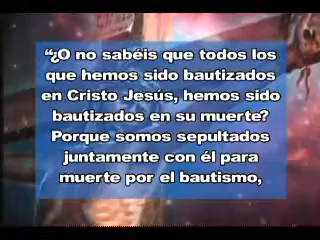 “¿O no sabéis que todos los
que hemos sido bautizados
en Cristo Jesús, hemos sido
bautizados en su muerte?
Porque somos sepultados
juntamente con él para
muerte por el bautismo,